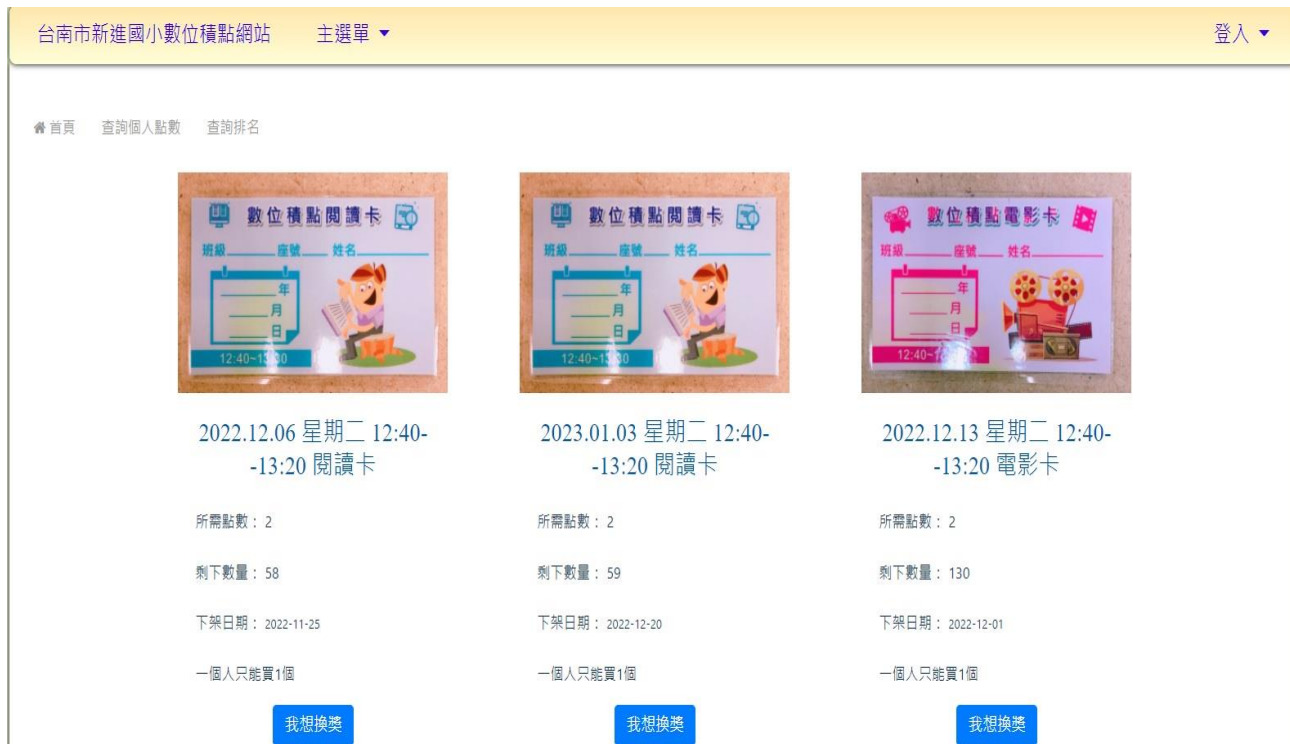 台南市新進國小數位積點網站 主選單 登入
首頁 查詢個人點數 查詢排名
數位積點閱讀卡
班級 座號 姓名
年
月
日
數位積點閱讀卡
班級 座號 姓名
年
月
日
數位積點電影卡
班級 座號 姓名
年
月
日
2022.12.06 星期二 12:40-
-13:20 閱讀卡
所需點數： 2
剩下數量： 58
下架日期： 2022-11-25
一個人只能買1個
我想換獎
2023.01.03 星期二 12:40-
-13:20 閱讀卡
所需點數： 2
剩下數量： 59
下架日期： 2022-12-20
一個人只能買1個
我想換獎
2022.12.13 星期二 12:40-
-13:20 電影卡
所需點數： 2
剩下數量： 130
下架日期： 2022-12-01
一個人只能買1個
我想換獎